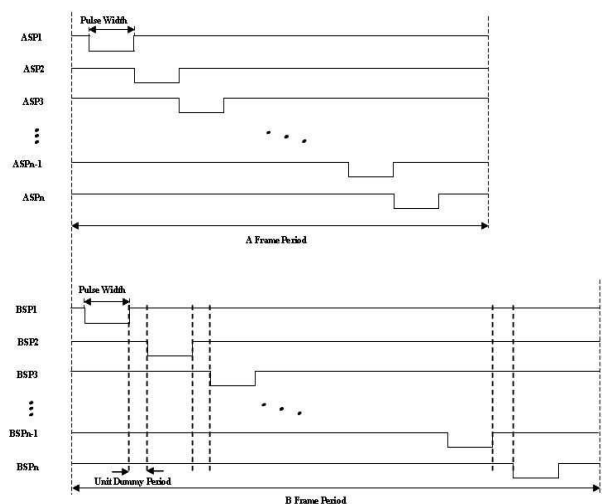 Pulse Width
ASP1
ASP2
ASP3
ASPn-1
ASPn
A Frame Period
Pulse Width
BSP1
BSP2
BSP3
BSPn-1
BSPn
Unit Dummy Period
B Frame Period